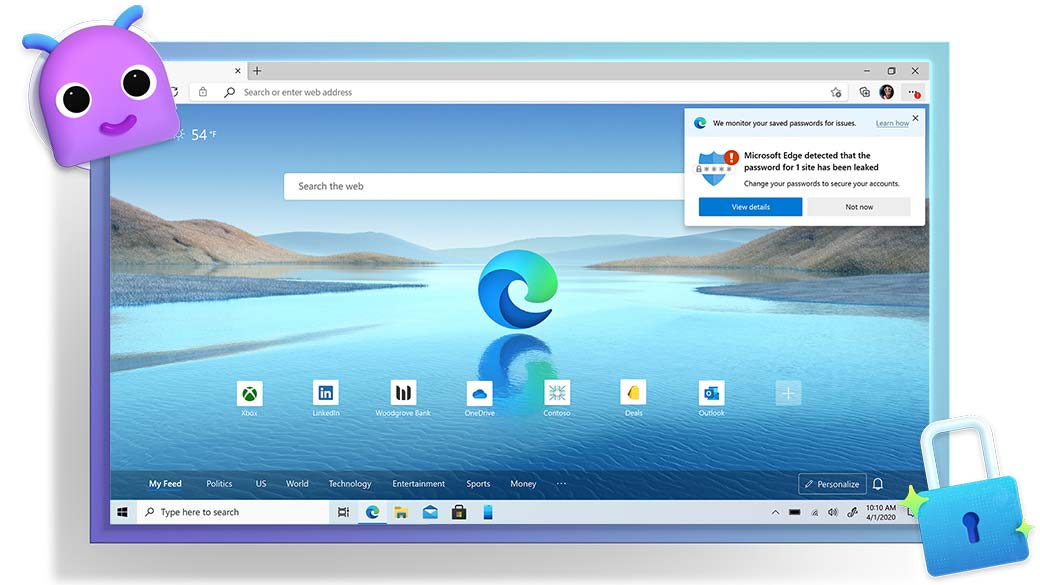 Search or enter web address
54 °F
We monitor your saved passwords for issues. Learn how
Microsoft Edge detected that the
password for 1 site has been leaked
Change your passwords to secure your accounts.
View details
Not now
Search the web
Xbox
LinkedIn
Woodgrove Bank
OneDrive
Contoso
Deals
Outlook
My Feed
Politics
US
World
Technology
Entertainment
Sports
Money
Personalize
Type here to search
10:10 AM
4/1/2020